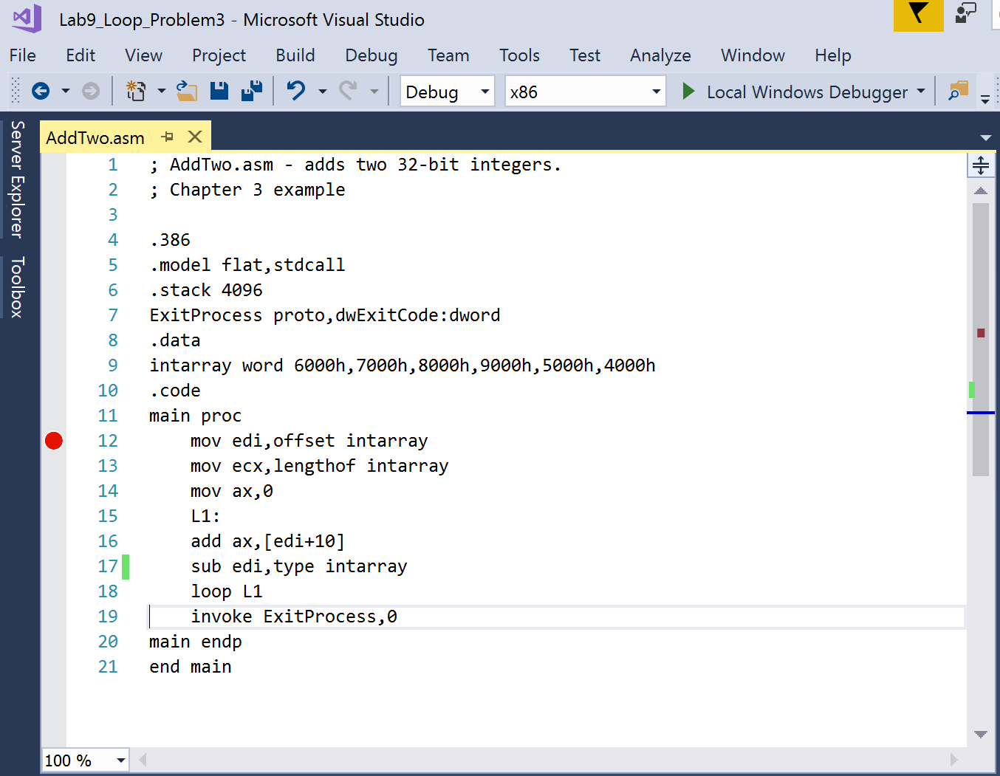 Lab9_Loop_Problem3 - Microsoft Visual Studio
File Edit View Project Build Debug Team Tools Test Analyze Window Help
Debug x86 Local Windows Debugger
Server Explorer
Toolbox
AddTwo.asm
1 ; AddTwo.asm - adds two 32-bit integers.
2 ; Chapter 3 example
3
4 .386
5 .model flat,stdcall
6 .stack 4096
7 ExitProcess proto,dwExitCode:dword
8 .data
9 intarray word 6000h,7000h,8000h,9000h,5000h,4000h
10 .code
11 main proc
12 mov edi,offset intarray
13 mov ecx,lengthof intarray
14 mov ax,0
15 L1:
16 add ax,[edi+10]
17 sub edi,type intarray
18 loop L1
19 invoke ExitProcess,0
20 main endp
21 end main
100 %